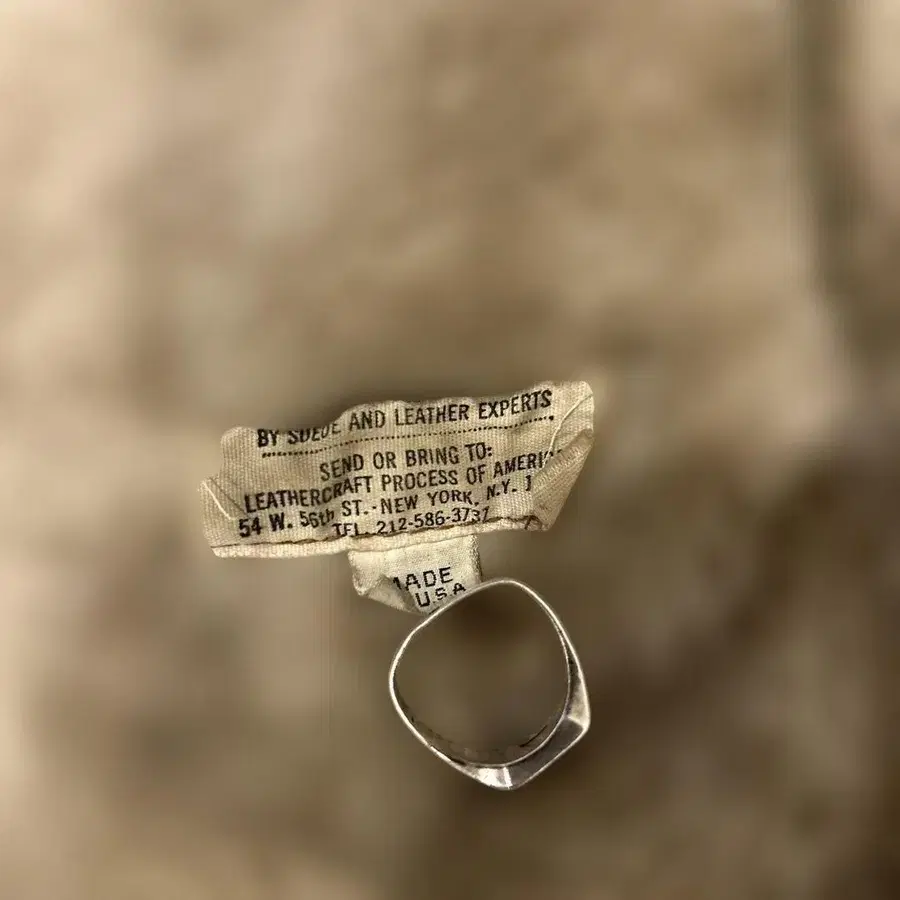 BY SUEDE AND LEATHER EXPERTS
SEND OR BRING TO:
LEATHERCRAFT PROCESS OF AMERI
54 W. 56th ST.-NEW YORK, N.Y. 1
TEL. 212-586-3737
MADE
U.S.A